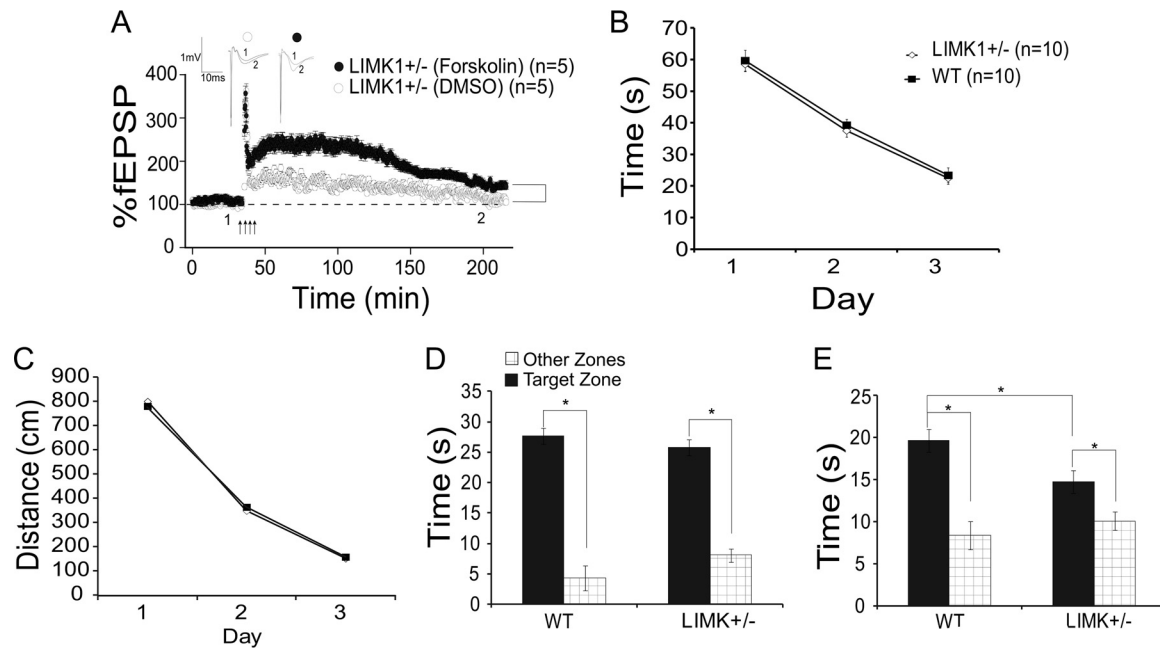 A
1mV
10ms
1
2
1
2
LIMK1+/- (Forskolin) (n=5)
LIMK1+/- (DMSO) (n=5)
%fEPSP
400
300
200
100
0
1
2
0
50
100
150
200
Time (min)
B
LIMK1+/- (n=10)
WT (n=10)
Time (s)
70
60
50
40
30
20
10
0
1
2
3
Day
C
Distance (cm)
900
800
700
600
500
400
300
200
100
0
1
2
3
Day
D
Other Zones
Target Zone
Time (s)
35
30
25
20
15
10
5
0
*
*
WT
LIMK+/-
E
Time (s)
25
20
15
10
5
0
*
*
*
WT
LIMK+/-